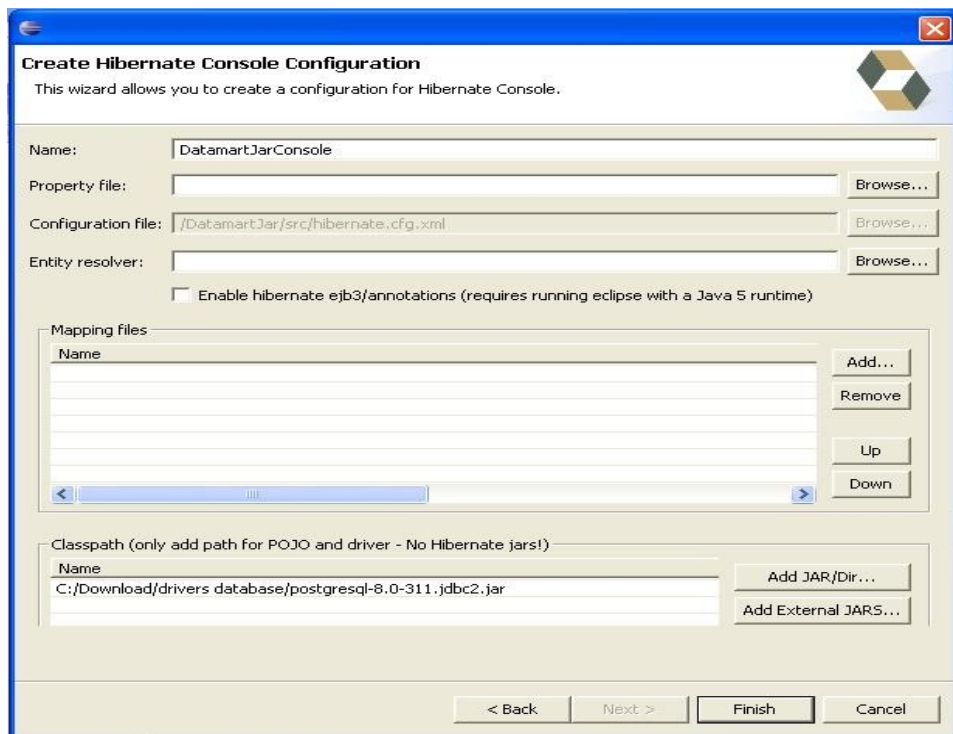 Create Hibernate Console Configuration
This wizard allows you to create a configuration for Hibernate Console.
Name: DatamartJarConsole
Property file: Browse...
Configuration file: /DatamartJar/src/hibernate.cfg.xml Browse...
Entity resolver: Browse...
Enable hibernate ejb3/annotations (requires running eclipse with a Java 5 runtime)
Mapping files
Name
Add...
Remove
Up
Down
Classpath (only add path for POJO and driver - No Hibernate jars!)
Name
C:/Download/drivers database/postgresql-8.0-311.jdbc2.jar
Add JAR/Dir...
Add External JARS...
< Back Next > Finish Cancel